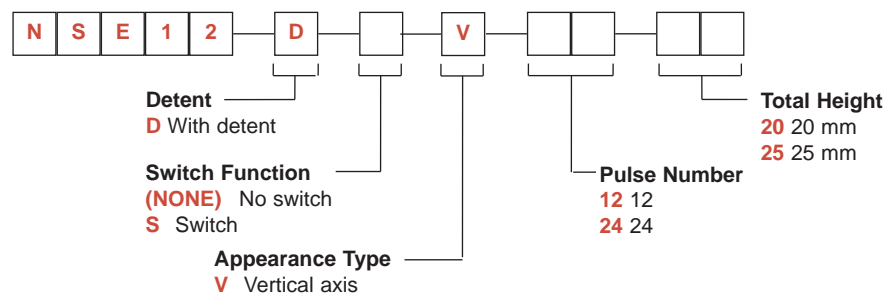 N S E 1 2 D V
Detent
D With detent
Switch Function
(NONE) No switch
S Switch
Appearance Type
V Vertical axis
Pulse Number
12 12
24 24
Total Height
20 20 mm
25 25 mm